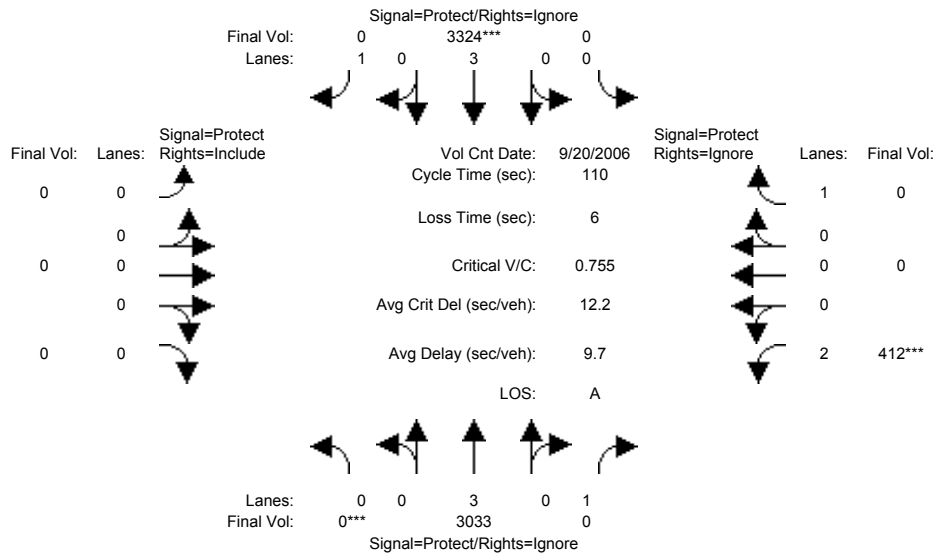 Signal=Protect/Rights=Ignore
Final Vol: 0 3324*** 0
Lanes: 1 0 3 0 0
Signal=Protect Signal=Protect
Final Vol: Lanes: Rights=Include Vol Cnt Date: 9/20/2006 Rights=Ignore Lanes: Final Vol:
Cycle Time (sec): 110
0 0 1 0
Loss Time (sec): 6
0 0
0 0 Critical V/C: 0.755 0 0
0 Avg Crit Del (sec/veh): 12.2 0
0 0 Avg Delay (sec/veh): 9.7 2 412***
LOS: A
Lanes: 0 0 3 0 1
Final Vol: 0*** 3033 0
Signal=Protect/Rights=Ignore